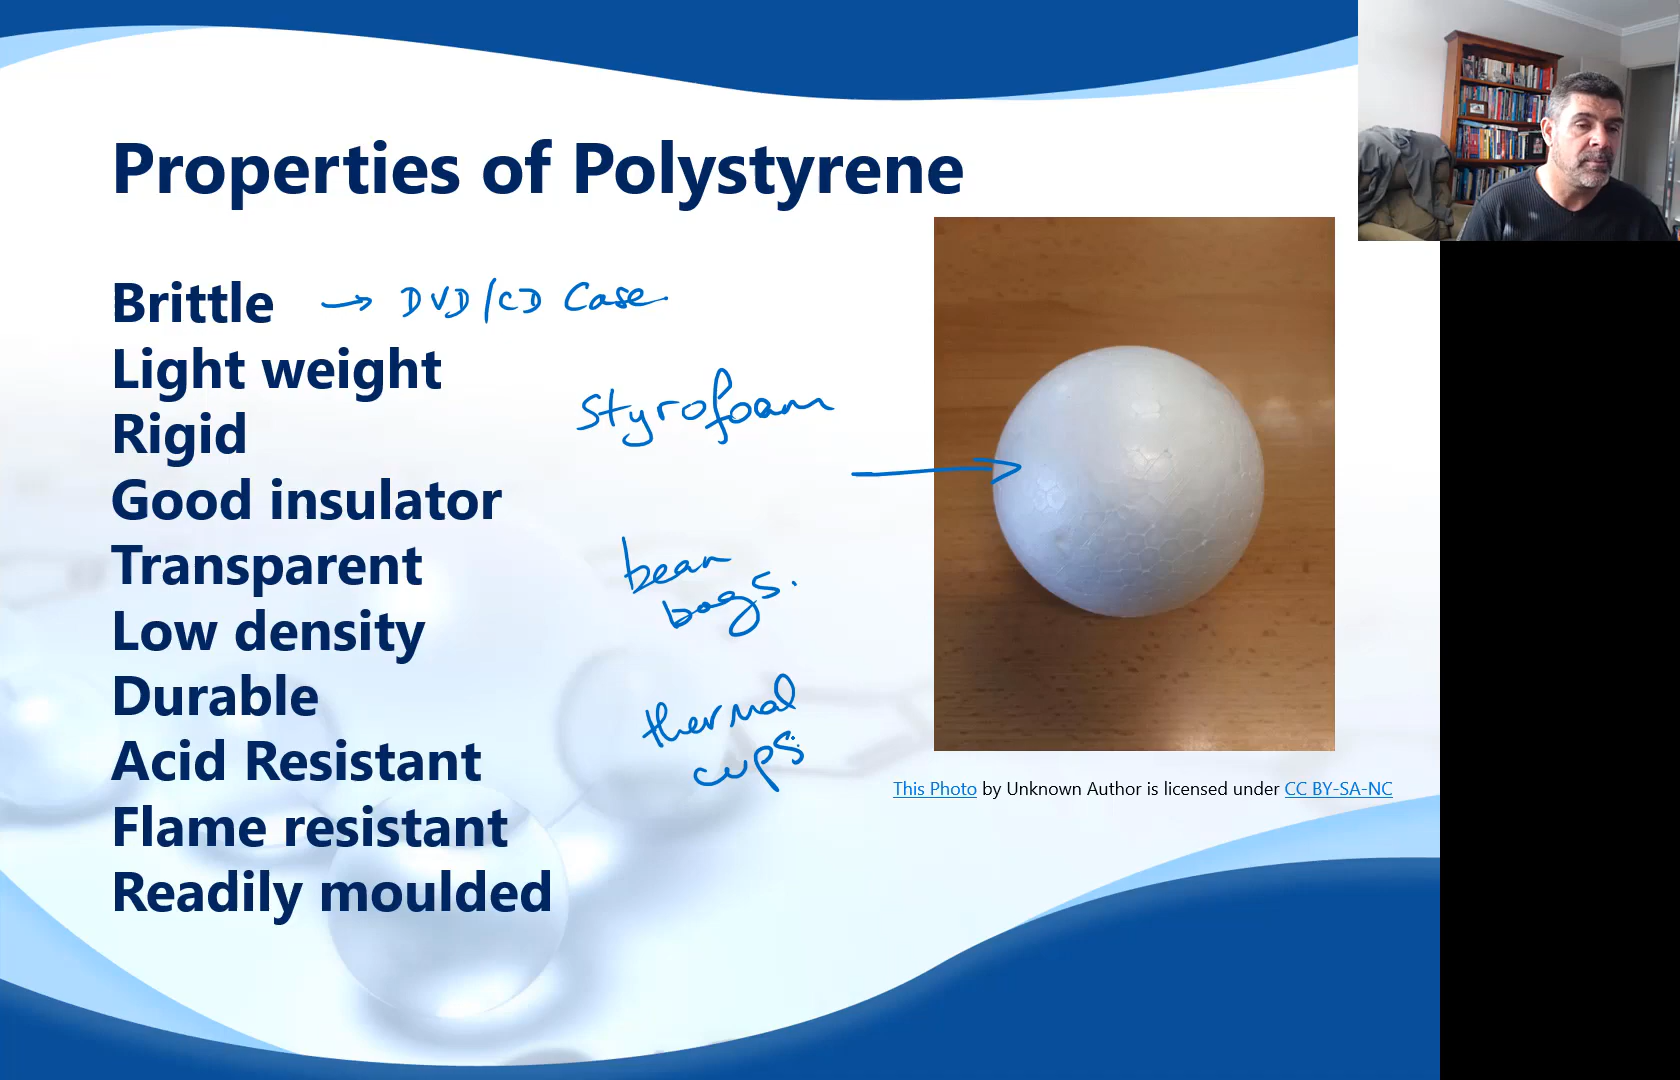 Properties of Polystyrene
Brittle → DVD/CD Case
Light weight
styrofoam
Rigid
Good insulator
Transparent
bean
bags.
Low density
Durable
thermal
cups
Acid Resistant
Flame resistant
Readily moulded
This Photo by Unknown Author is licensed under CC BY-SA-NC